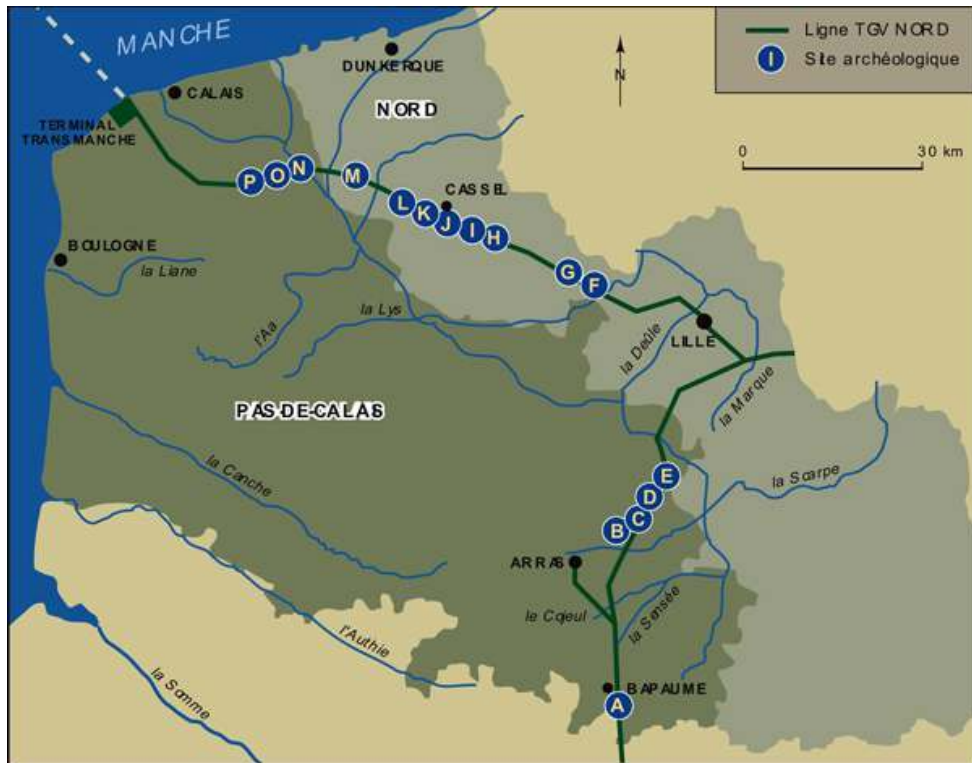 MANCHE
Ligne TGV NORD
I
Site archéologique
DUNKERQUE
N
CALAIS
NORD
TERMINAL
TRANSMANCHE
0
30 km
P
O
N
M
CASSEL
L
K
J
I
H
BOULOGNE
la Liane
G
F
la Lys
l'Aa
LILLE
la Deûle
la Marque
PAS-DE-CALAIS
la Canche
la Scarpe
E
D
C
B
ARRAS
le Cojeul
la Sensée
l'Authie
la Somme
BAPAUME
A